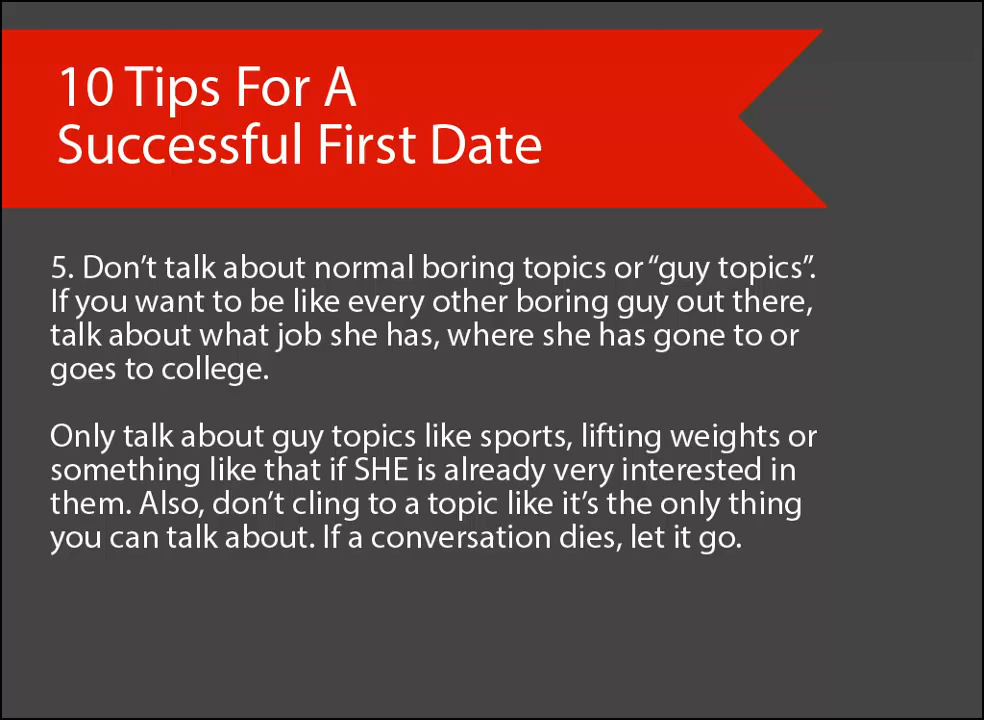 10 Tips For A
Successful First Date
5. Don’t talk about normal boring topics or “guy topics”.
If you want to be like every other boring guy out there,
talk about what job she has, where she has gone to or
goes to college.
Only talk about guy topics like sports, lifting weights or
something like that if SHE is already very interested in
them. Also, don’t cling to a topic like it’s the only thing
you can talk about. If a conversation dies, let it go.